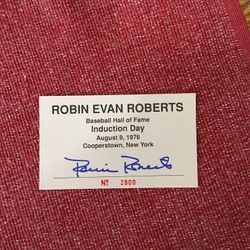 ROBIN EVAN ROBERTS
Baseball Hall of Fame
Induction Day
August 8, 1976
Cooperstown, New York
Robin Roberts
Nº 2800